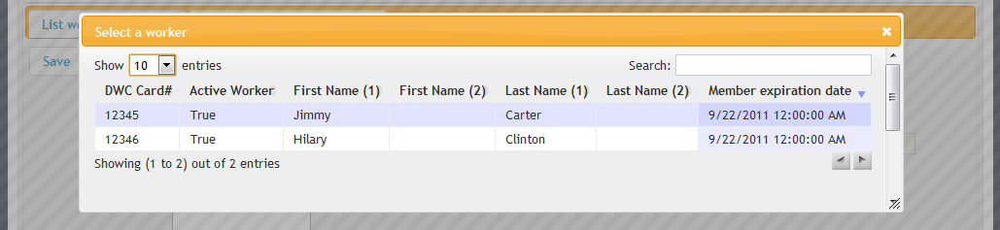 List wo
Select a worker
Save
Show 10 entries
Search:
DWC Card# Active Worker First Name (1) First Name (2) Last Name (1) Last Name (2) Member expiration date
12345 True Jimmy Carter 9/22/2011 12:00:00 AM
12346 True Hilary Clinton 9/22/2011 12:00:00 AM
Showing (1 to 2) out of 2 entries